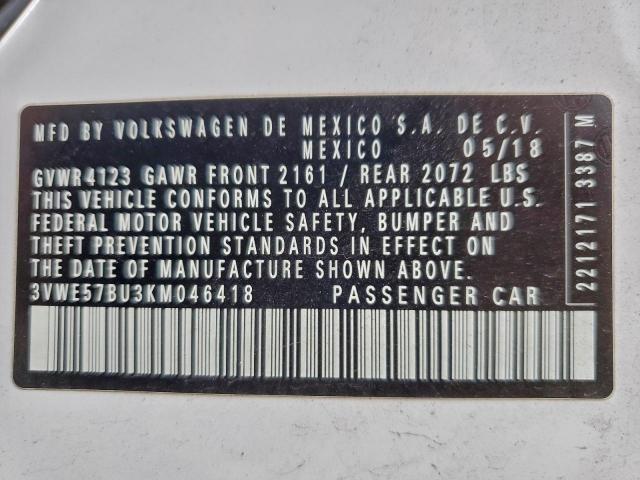 MFD BY VOLKSWAGEN DE MEXICO S.A. DE C.V.
MEXICO 05/18
GVWR 4123 GAWR FRONT 2161 / REAR 2072 LBS
THIS VEHICLE CONFORMS TO ALL APPLICABLE U.S.
FEDERAL MOTOR VEHICLE SAFETY, BUMPER AND
THEFT PREVENTION STANDARDS IN EFFECT ON
THE DATE OF MANUFACTURE SHOWN ABOVE.
3VWE57BU3KM046418 PASSENGER CAR
2212171 3387 M